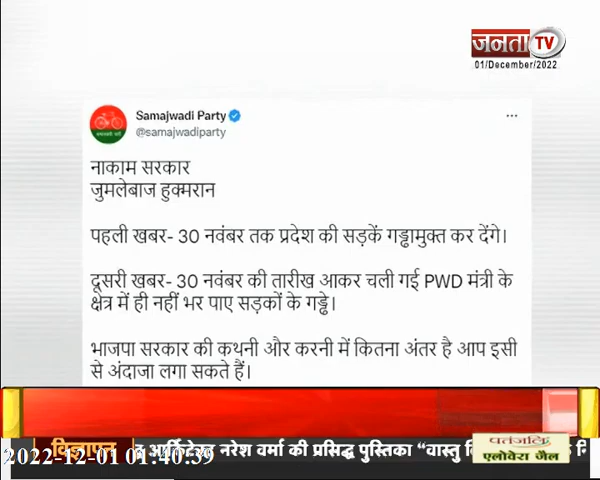 जनता TV
01/December/2022
Samajwadi Party
@samajwadiparty
नाकाम सरकार
जुमलेबाज हुक्मरान
पहली खबर- 30 नवंबर तक प्रदेश की सड़कें गड्ढामुक्त कर देंगे।
दूसरी खबर- 30 नवंबर की तारीख आकर चली गई PWD मंत्री के
क्षेत्र में ही नहीं भर पाए सड़कों के गड्ढे।
भाजपा सरकार की कथनी और करनी में कितना अंतर है आप इसी
से अंदाजा लगा सकते हैं।
विज्ञापन
आर्किटेक्ट नरेश वर्मा की प्रसिद्ध पुस्तिका “वास्तु
पतंजलि
एलोवेरा जैल
2022-12-01 01:40:39